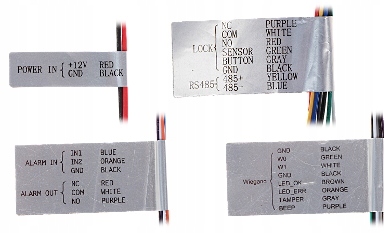 POWER IN +12V RED
GND BLACK
NC PURPLE
COM WHITE
LOCK NO RED
SENSOR GREEN
BUTTON GRAY
GND BLACK
RS485 485+ YELLOW
485- BLUE
ALARM IN IN1 BLUE
IN2 ORANGE
GND BLACK
ALARM OUT NC RED
COM WHITE
NO PURPLE
GND BLACK
W0 GREEN
W1 WHITE
Wiegand GND BLACK
LED_OK BROWN
LED_ERR ORANGE
TAMPER GRAY
BEEP PURPLE